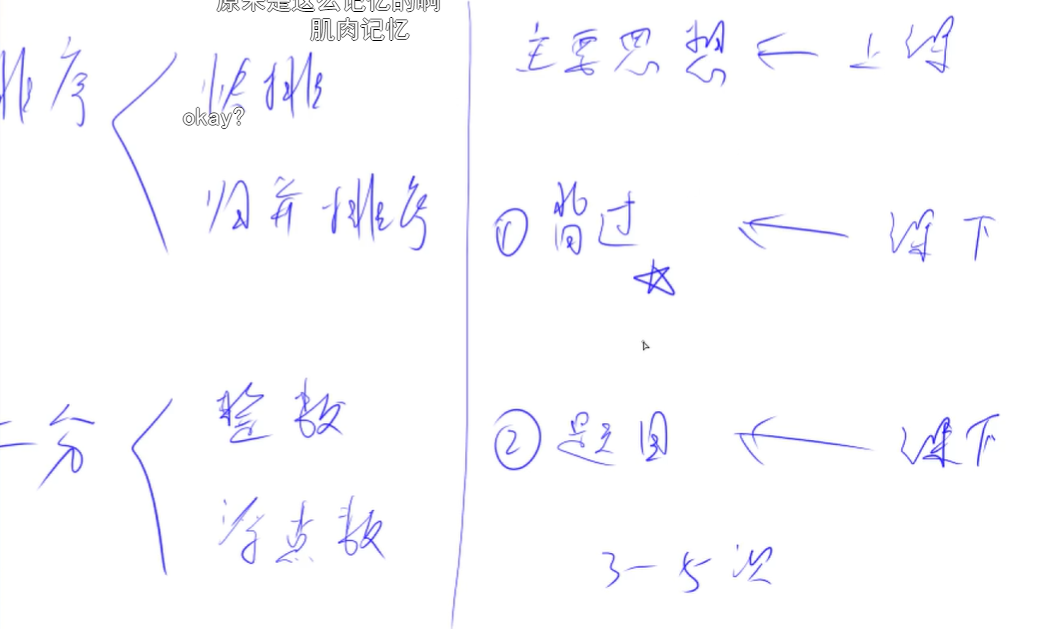 原来是这么记忆的啊
肌肉记忆
okay?
排序
快排
归并排序
二分
整数
浮点数
主要思想 ← 上课
① 背过 ← 课下
② 题目 ← 课下
3-5次